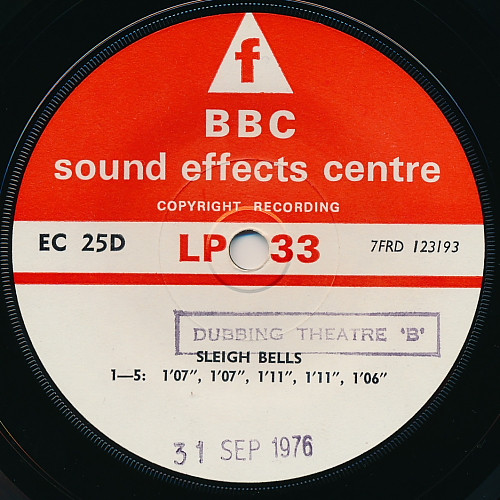 f
BBC
sound effects centre
COPYRIGHT RECORDING
EC 25D LP 33 7FRD 123193
DUBBING THEATRE 'B'
SLEIGH BELLS
1—5: 1'07", 1'07", 1'11", 1'11", 1'06"
31 SEP 1976